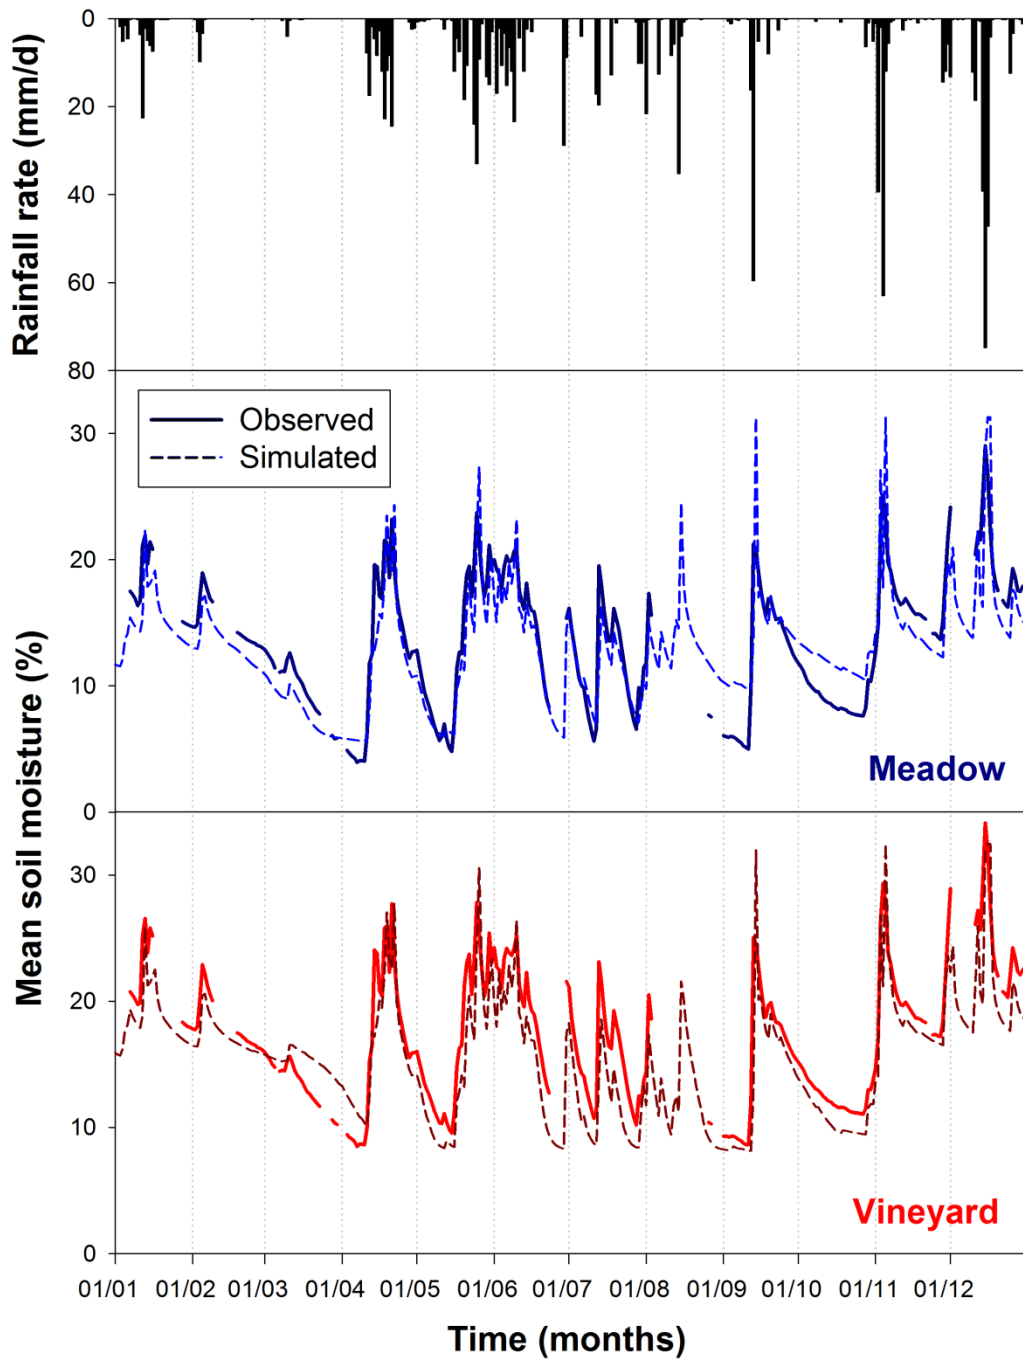 Rainfall rate (mm/d)
0
20
40
60
80
Observed
Simulated
30
20
10
0
Meadow
Mean soil moisture (%)
30
20
10
0
Vineyard
01/01 01/02 01/03 01/04 01/05 01/06 01/07 01/08 01/09 01/10 01/11 01/12
Time (months)